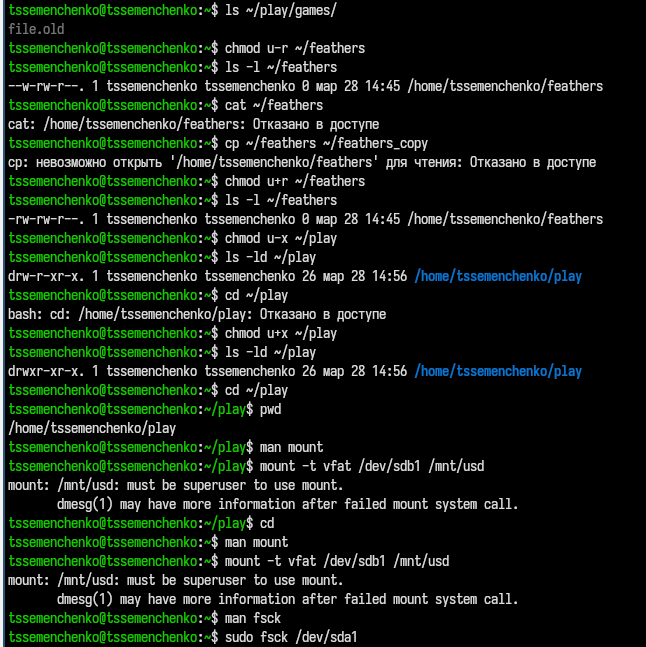 tssemenchenko@tssemenchenko:~$ ls ~/play/games/
file.old
tssemenchenko@tssemenchenko:~$ chmod u-r ~/feathers
tssemenchenko@tssemenchenko:~$ ls -l ~/feathers
--w-rw-r--. 1 tssemenchenko tssemenchenko 0 мар 28 14:45 /home/tssemenchenko/feathers
tssemenchenko@tssemenchenko:~$ cat ~/feathers
cat: /home/tssemenchenko/feathers: Отказано в доступе
tssemenchenko@tssemenchenko:~$ cp ~/feathers ~/feathers_copy
cp: невозможно открыть '/home/tssemenchenko/feathers' для чтения: Отказано в доступе
tssemenchenko@tssemenchenko:~$ chmod u+r ~/feathers
tssemenchenko@tssemenchenko:~$ ls -l ~/feathers
-rw-rw-r--. 1 tssemenchenko tssemenchenko 0 мар 28 14:45 /home/tssemenchenko/feathers
tssemenchenko@tssemenchenko:~$ chmod u-x ~/play
tssemenchenko@tssemenchenko:~$ ls -ld ~/play
drw-r-xr-x. 1 tssemenchenko tssemenchenko 26 мар 28 14:56 /home/tssemenchenko/play
tssemenchenko@tssemenchenko:~$ cd ~/play
bash: cd: /home/tssemenchenko/play: Отказано в доступе
tssemenchenko@tssemenchenko:~$ chmod u+x ~/play
tssemenchenko@tssemenchenko:~$ ls -ld ~/play
drwxr-xr-x. 1 tssemenchenko tssemenchenko 26 мар 28 14:56 /home/tssemenchenko/play
tssemenchenko@tssemenchenko:~$ cd ~/play
tssemenchenko@tssemenchenko:~/play$ pwd
/home/tssemenchenko/play
tssemenchenko@tssemenchenko:~/play$ man mount
tssemenchenko@tssemenchenko:~/play$ mount -t vfat /dev/sdb1 /mnt/usd
mount: /mnt/usd: must be superuser to use mount.
       dmesg(1) may have more information after failed mount system call.
tssemenchenko@tssemenchenko:~/play$ cd
tssemenchenko@tssemenchenko:~$ man mount
tssemenchenko@tssemenchenko:~$ mount -t vfat /dev/sdb1 /mnt/usd
mount: /mnt/usd: must be superuser to use mount.
       dmesg(1) may have more information after failed mount system call.
tssemenchenko@tssemenchenko:~$ man fsck
tssemenchenko@tssemenchenko:~$ sudo fsck /dev/sda1